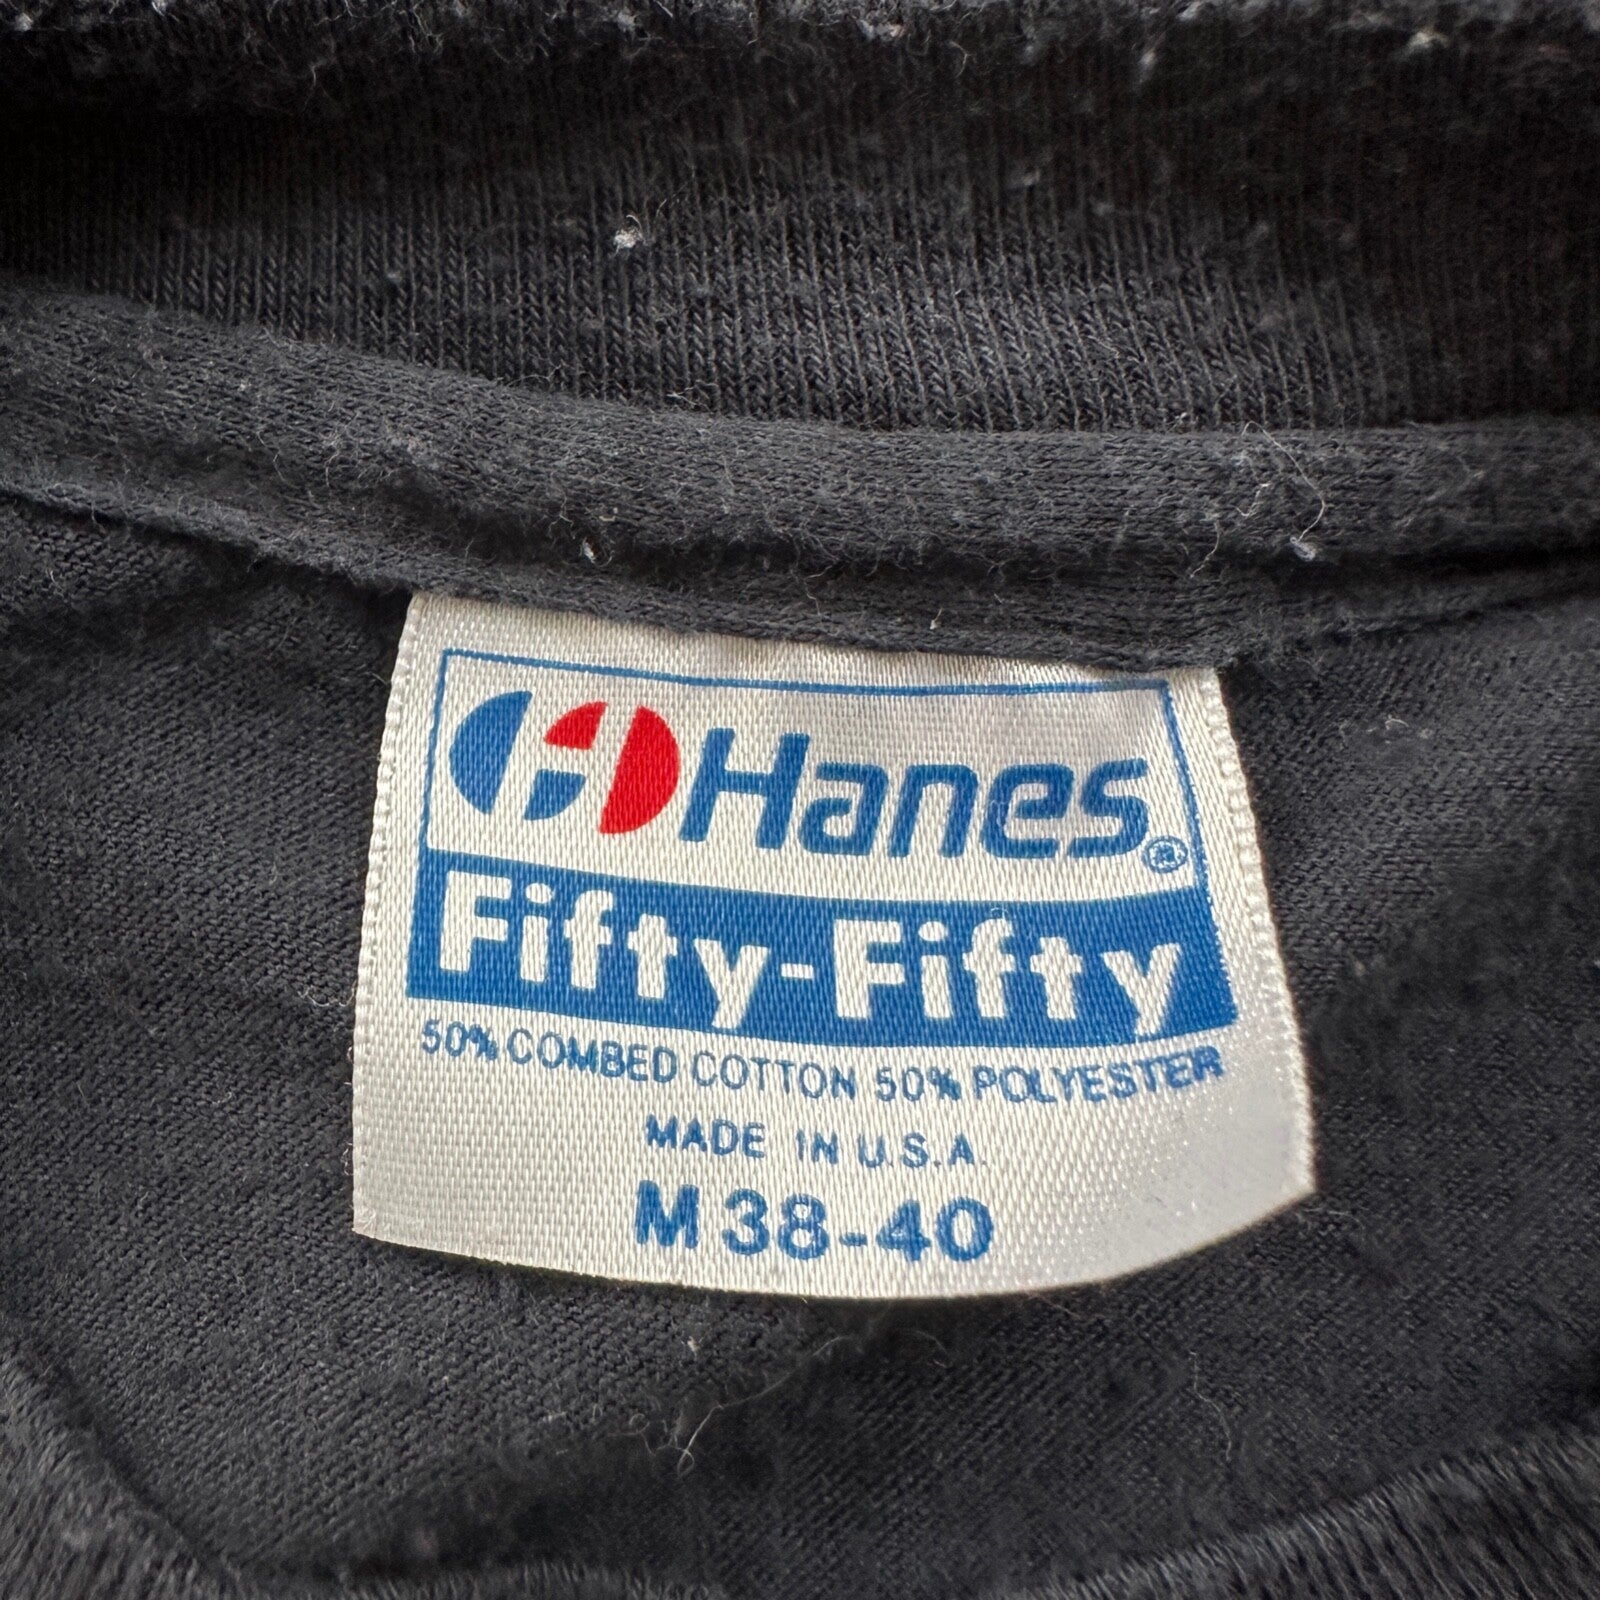 Hanes®
Fifty-Fifty
50% COMBED COTTON 50% POLYESTER
MADE IN U.S.A.
M 38-40